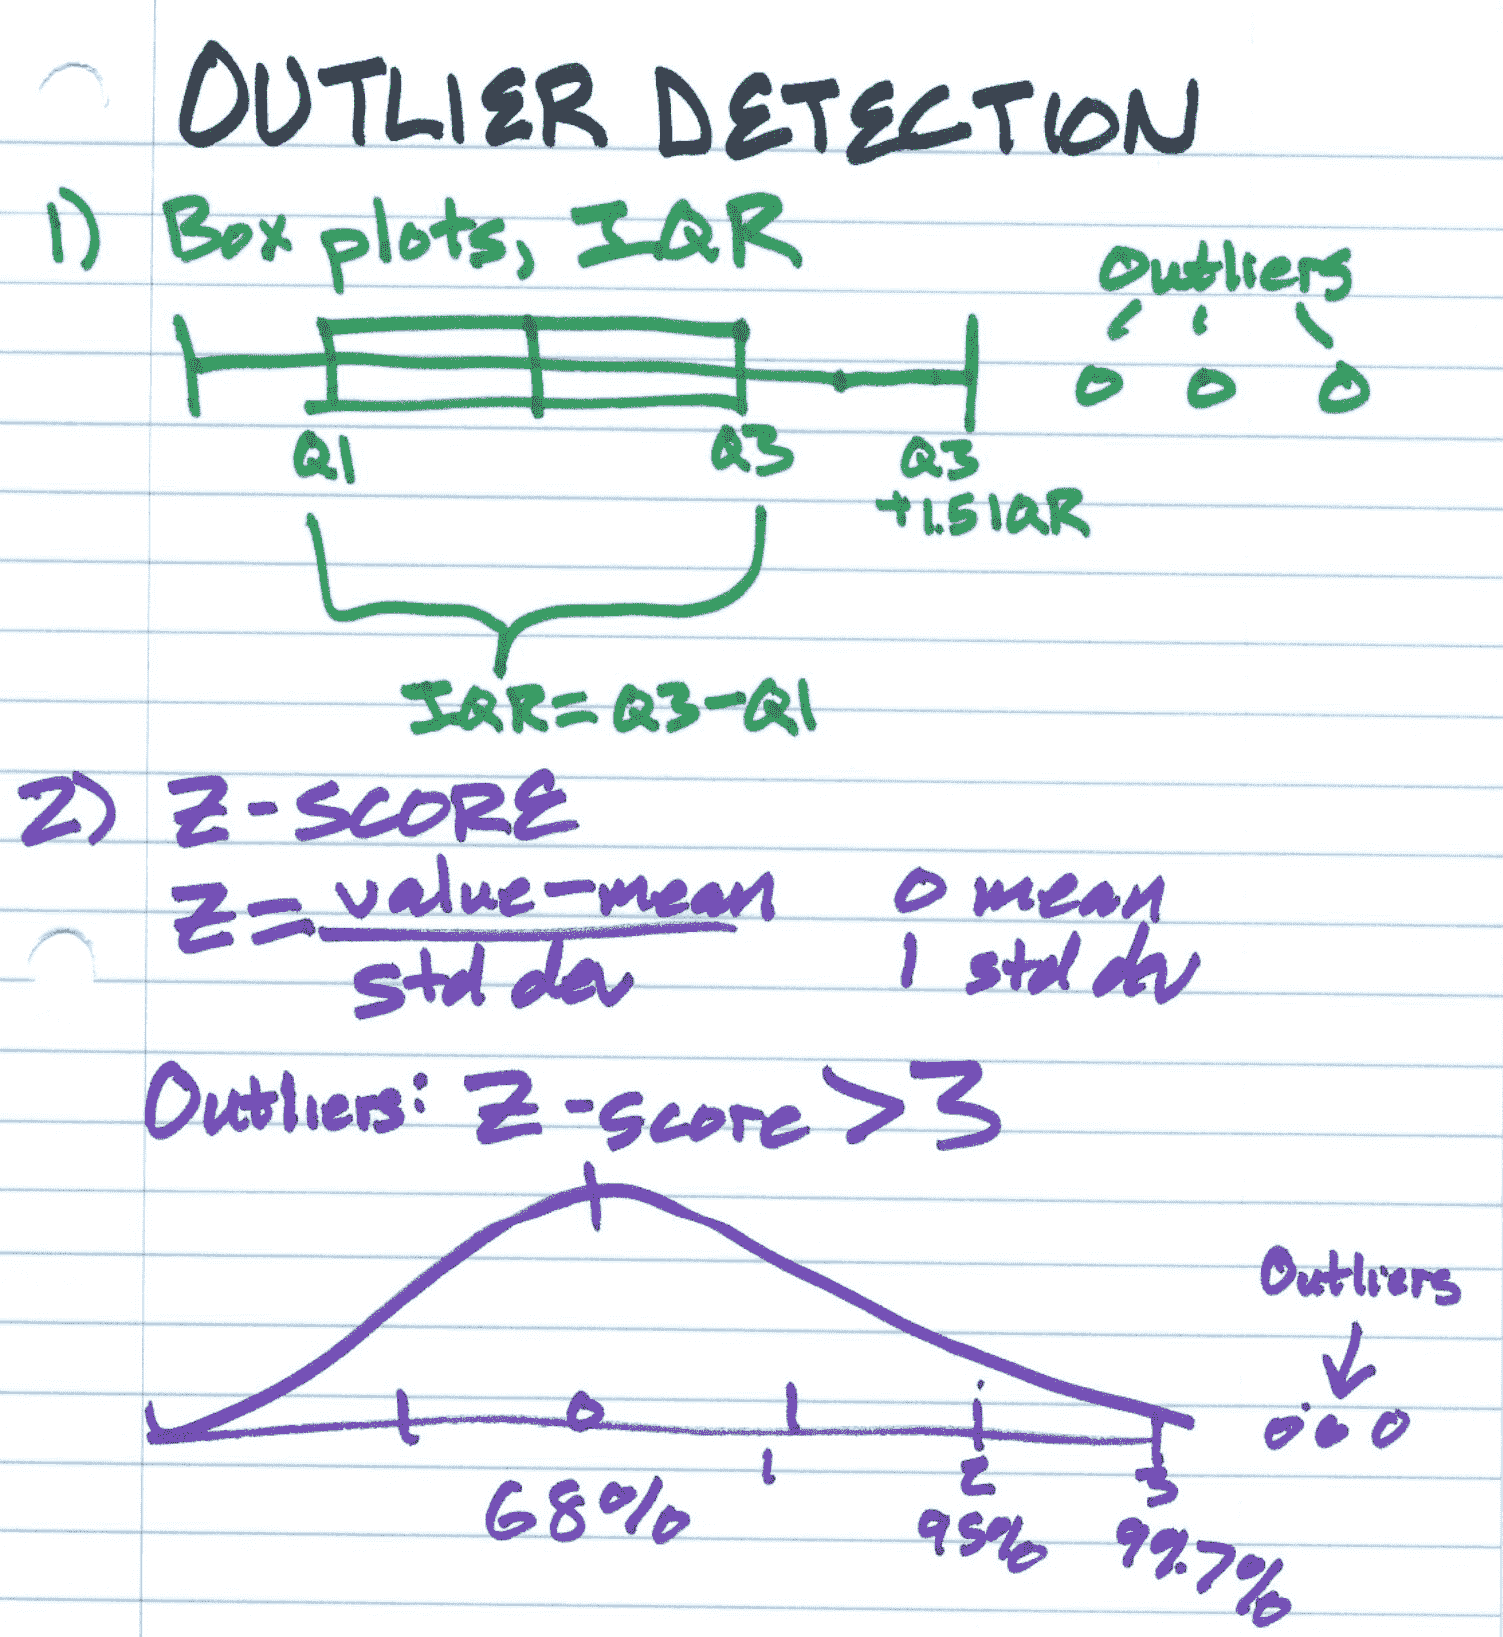 OUTLIER DETECTION
1) Box plots, IQR
Outliers
Q1 Q3 Q3
+1.5IQR
IQR=Q3-Q1
2) Z-SCORE
Z= value-mean
std dev
0 mean
1 std dev
Outliers: Z-score>3
Outliers
0
1 2 3
68% 95% 99.7%